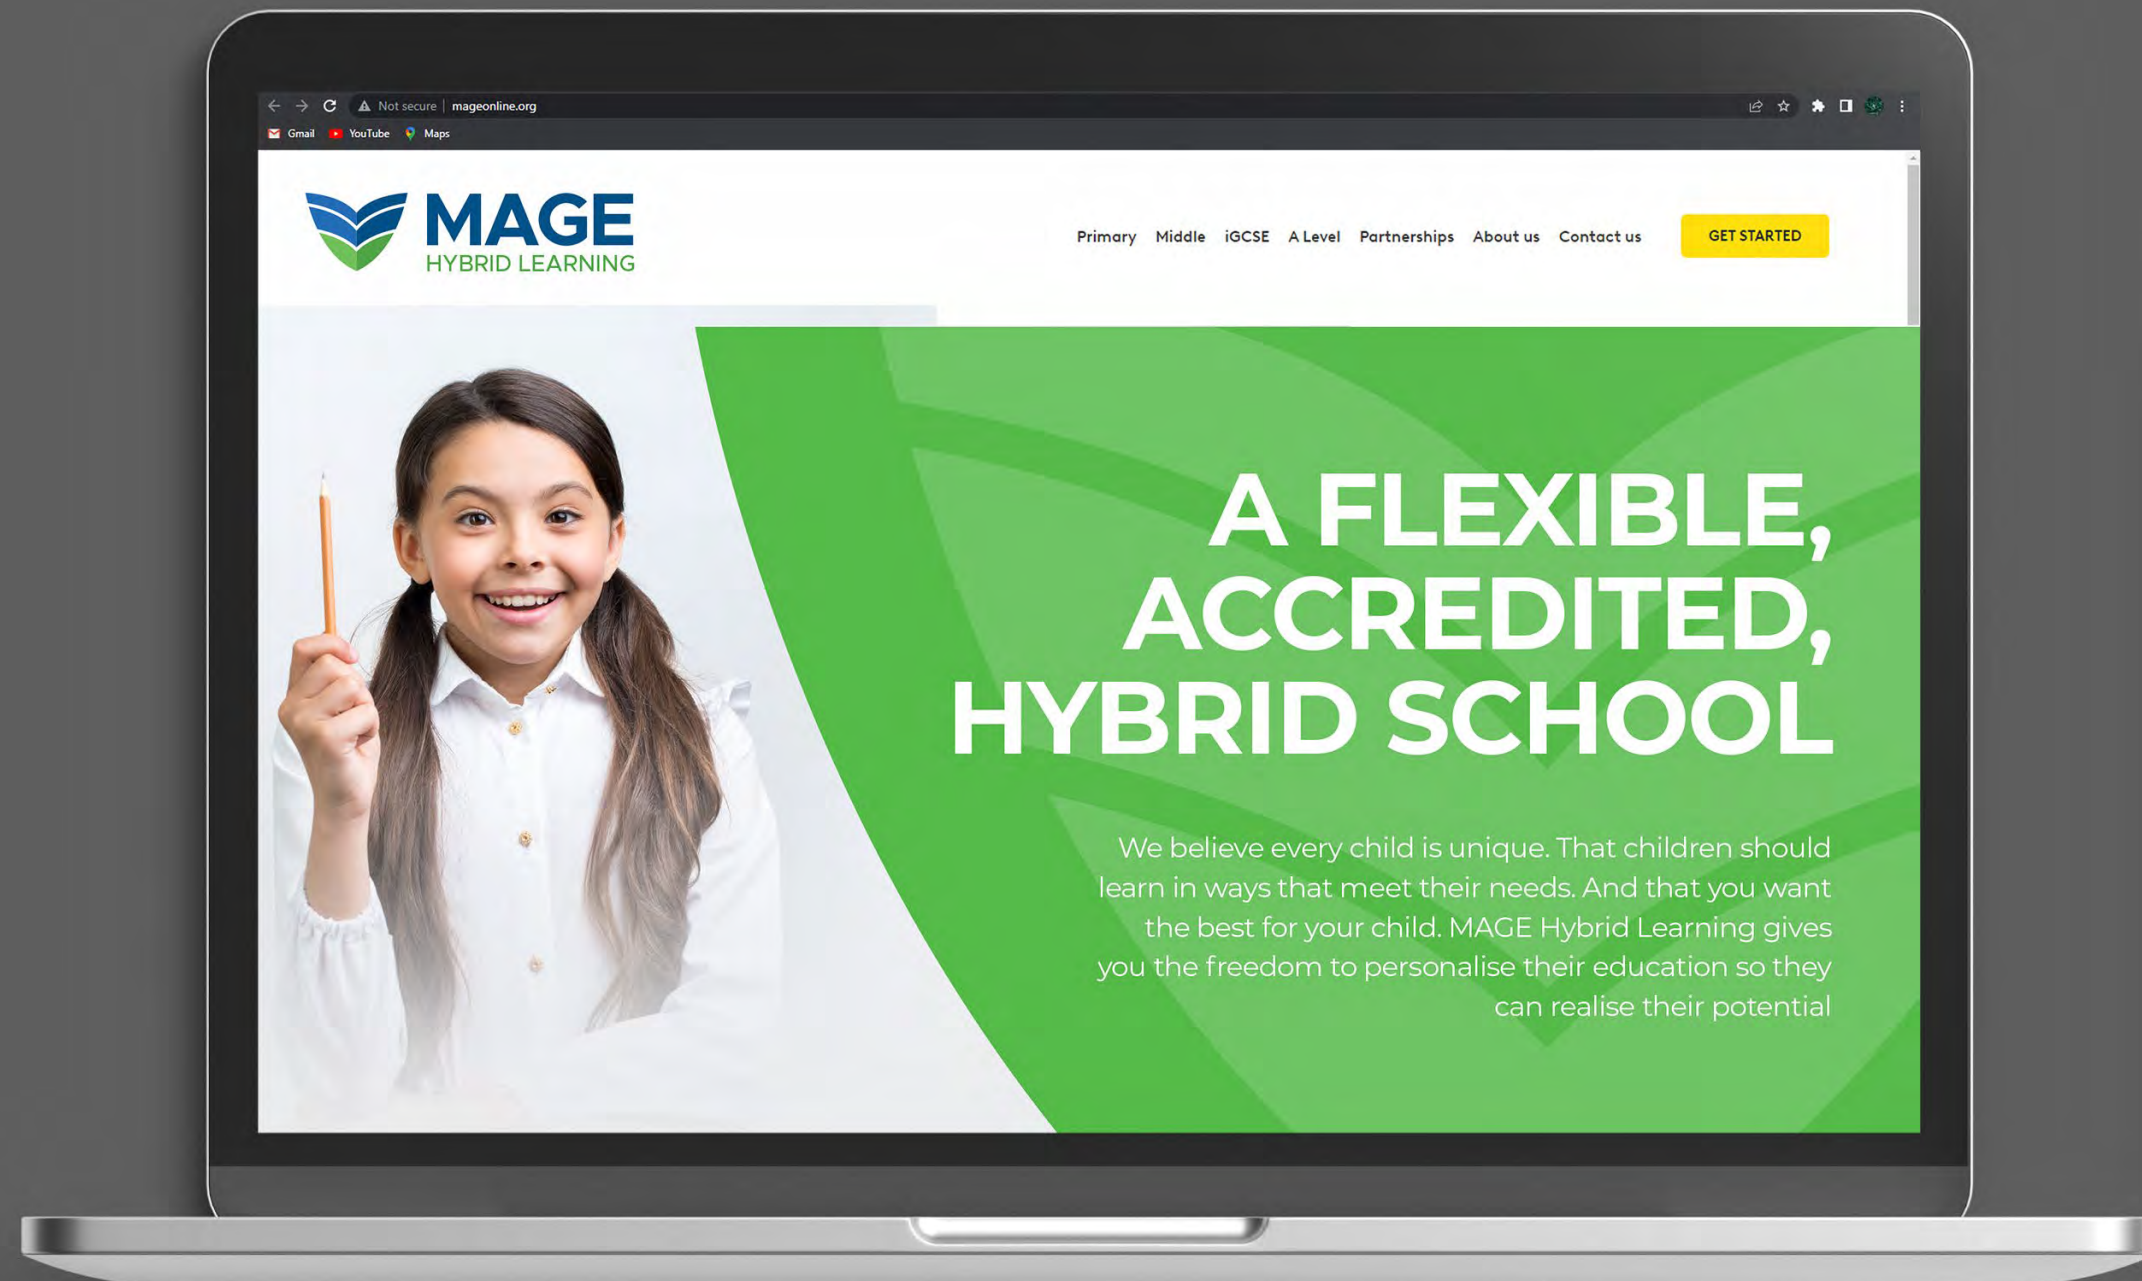 Not secure | mageonline.org
Gmail YouTube Maps
MAGE
HYBRID LEARNING
Primary Middle iGCSE A Level Partnerships About us Contact us GET STARTED
A FLEXIBLE,
ACCREDITED,
HYBRID SCHOOL
We believe every child is unique. That children should
learn in ways that meet their needs. And that you want
the best for your child. MAGE Hybrid Learning gives
you the freedom to personalise their education so they
can realise their potential